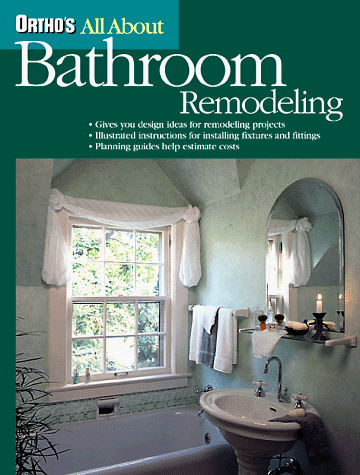 ORTHO'S All About
Bathroom
Remodeling
• Gives you design ideas for remodeling projects
• Illustrated instructions for installing fixtures and fittings
• Planning guides help estimate costs